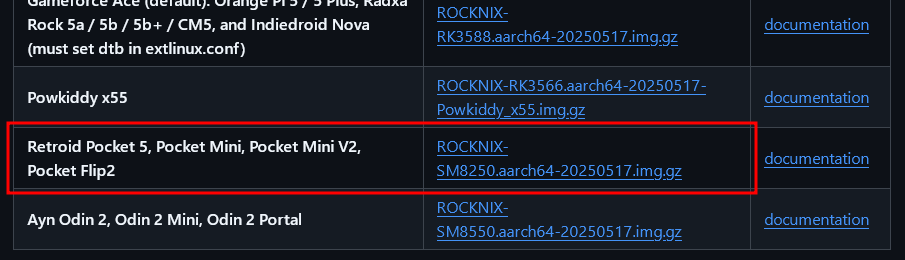 Gameforce Ace (default). Orange Pi 5 / 5 Plus, Radxa
Rock 5a / 5b / 5b+ / CM5, and Indiedroid Nova
(must set dtb in extlinux.conf)
ROCKNIX-
RK3588.aarch64-20250517.img.gz
documentation
Powkiddy x55
ROCKNIX-RK3566.aarch64-20250517-
Powkiddy_x55.img.gz
documentation
Retroid Pocket 5, Pocket Mini, Pocket Mini V2,
Pocket Flip2
ROCKNIX-
SM8250.aarch64-20250517.img.gz
documentation
Ayn Odin 2, Odin 2 Mini, Odin 2 Portal
ROCKNIX-
SM8550.aarch64-20250517.img.gz
documentation